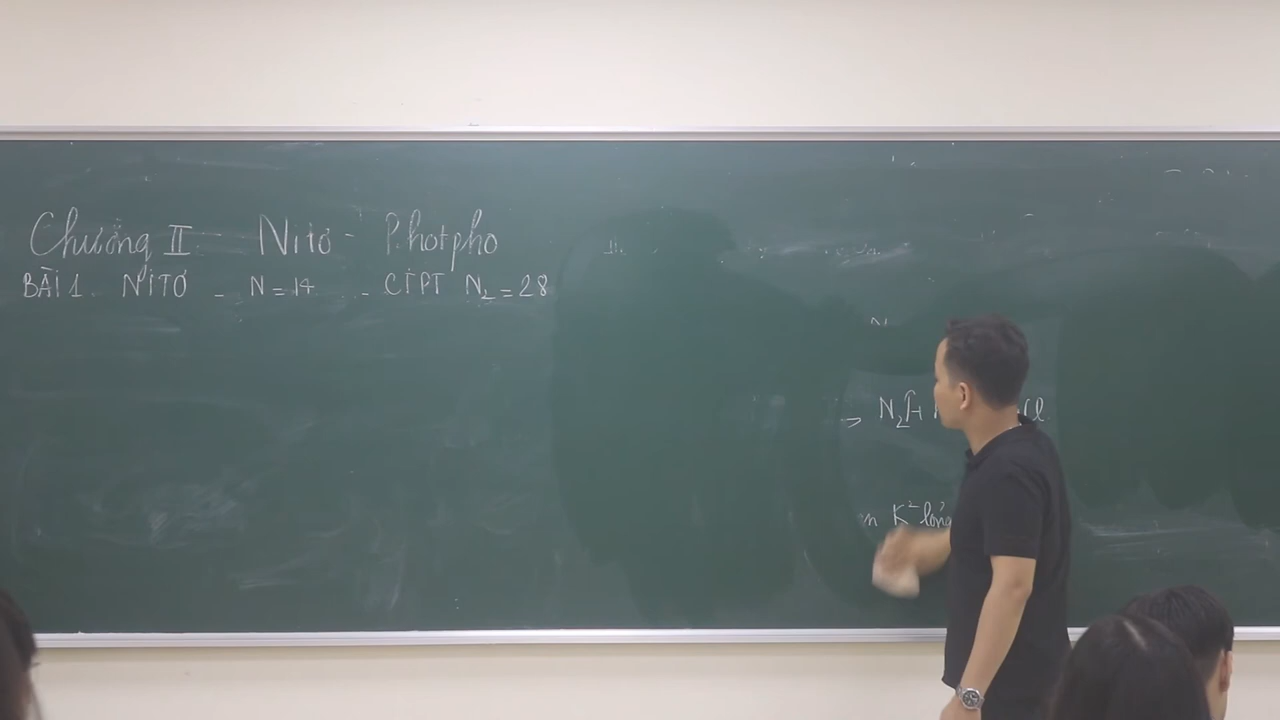 Chương II - Nitơ - Photpho
BÀI 1. NITƠ - N = 14 - CTPT N₂ = 28
N₂
K² lỏng